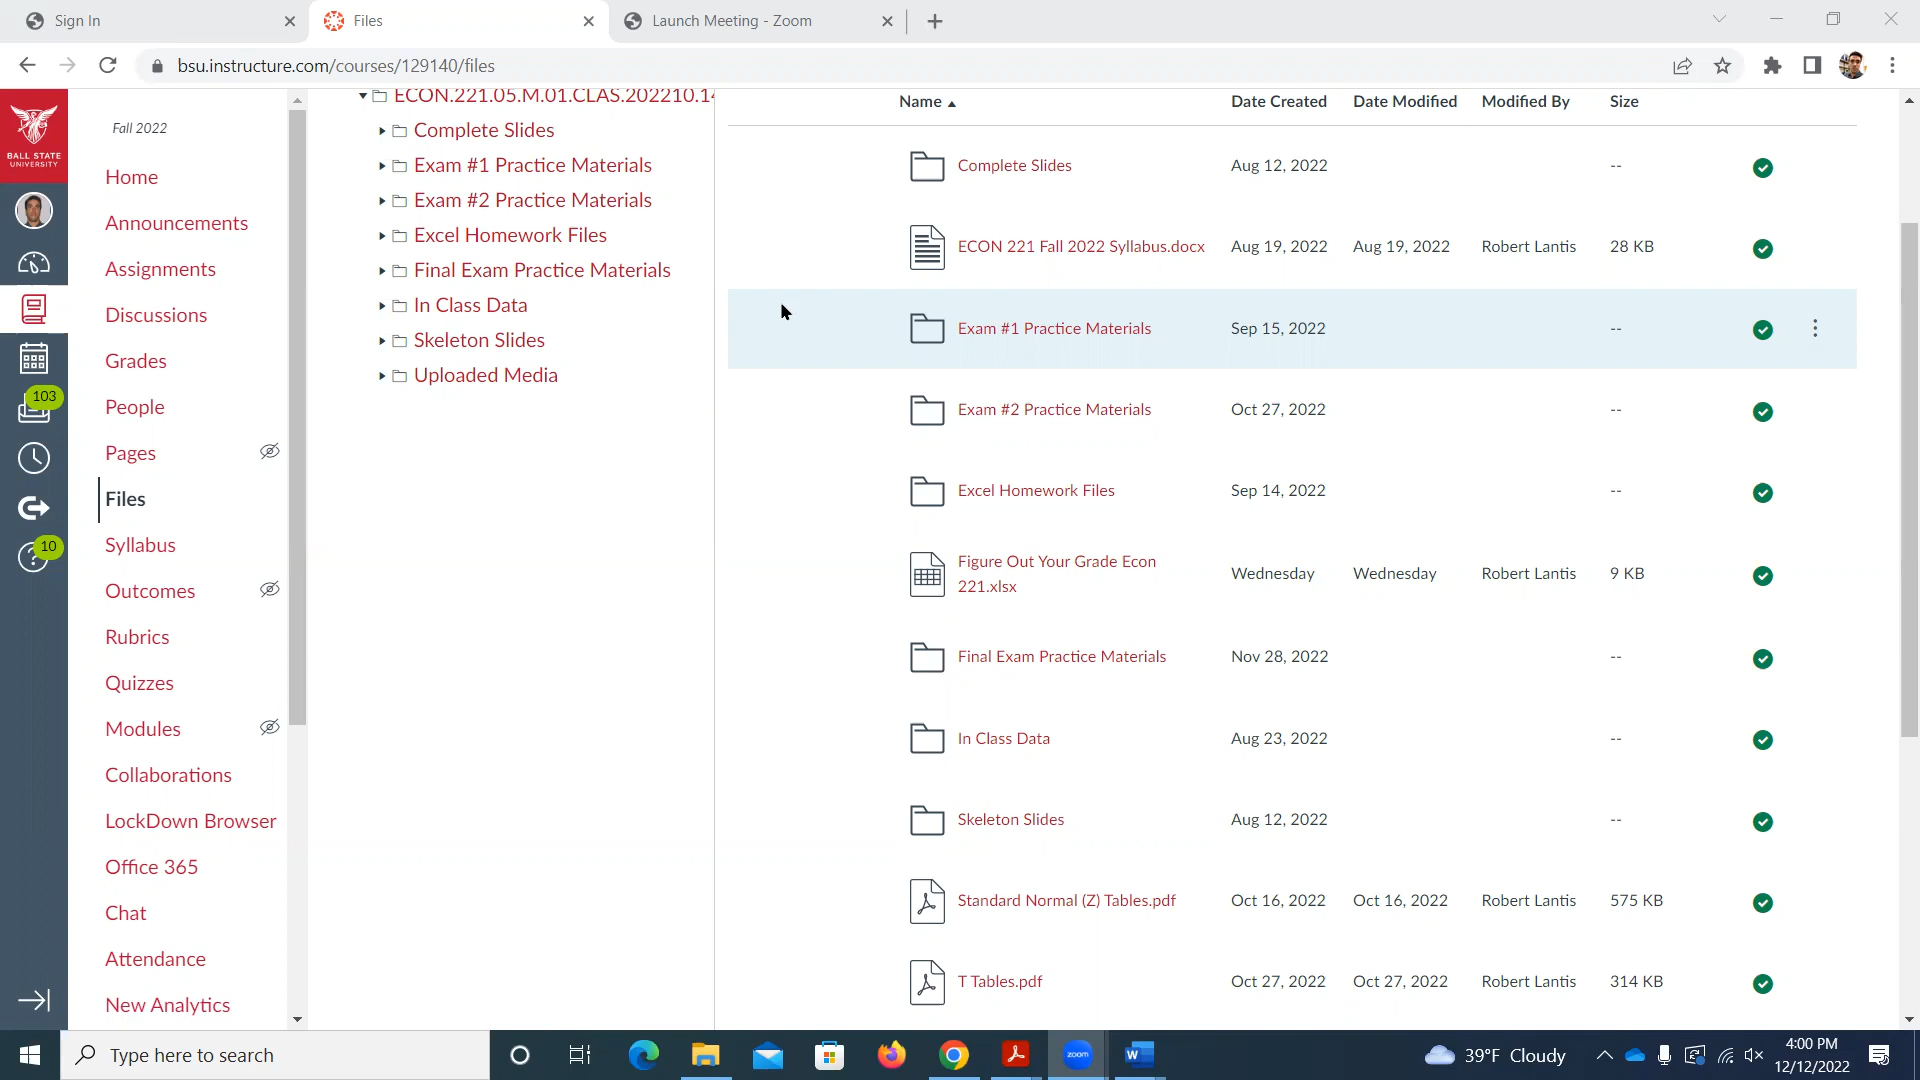 Sign In
Files
Launch Meeting - Zoom
bsu.instructure.com/courses/129140/files
BALL STATE
UNIVERSITY
103
10
Fall 2022
Home
Announcements
Assignments
Discussions
Grades
People
Pages
Files
Syllabus
Outcomes
Rubrics
Quizzes
Modules
Collaborations
LockDown Browser
Office 365
Chat
Attendance
New Analytics
ECON.221.05.M.01.CLAS.202210.14
Complete Slides
Exam #1 Practice Materials
Exam #2 Practice Materials
Excel Homework Files
Final Exam Practice Materials
In Class Data
Skeleton Slides
Uploaded Media
Name Date Created Date Modified Modified By Size
Complete Slides Aug 12, 2022 --
ECON 221 Fall 2022 Syllabus.docx Aug 19, 2022 Aug 19, 2022 Robert Lantis 28 KB
Exam #1 Practice Materials Sep 15, 2022 --
Exam #2 Practice Materials Oct 27, 2022 --
Excel Homework Files Sep 14, 2022 --
Figure Out Your Grade Econ
221.xlsx Wednesday Wednesday Robert Lantis 9 KB
Final Exam Practice Materials Nov 28, 2022 --
In Class Data Aug 23, 2022 --
Skeleton Slides Aug 12, 2022 --
Standard Normal (Z) Tables.pdf Oct 16, 2022 Oct 16, 2022 Robert Lantis 575 KB
T Tables.pdf Oct 27, 2022 Oct 27, 2022 Robert Lantis 314 KB
Type here to search
zoom
W
39°F Cloudy
4:00 PM
12/12/2022